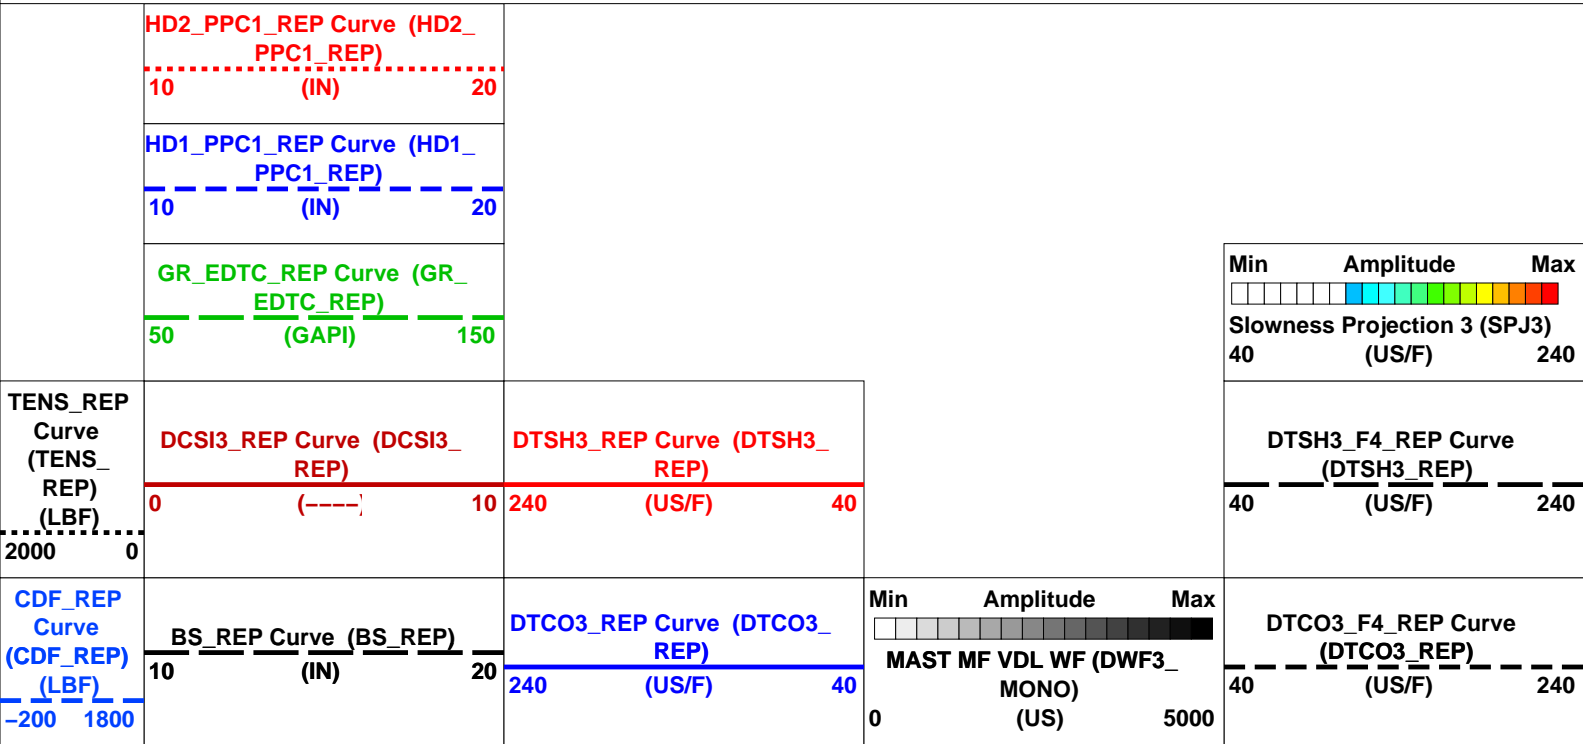 HD2_PPC1_REP Curve (HD2_
PPC1_REP)
10 (IN) 20
HD1_PPC1_REP Curve (HD1_
PPC1_REP)
10 (IN) 20
GR_EDTC_REP Curve (GR_
EDTC_REP)
50 (GAPI) 150
Min Amplitude Max
Slowness Projection 3 (SPJ3)
40 (US/F) 240
TENS_REP
Curve
(TENS_
REP)
(LBF)
2000 0
DCSI3_REP Curve (DCSI3_
REP)
0 (----) 10
DTSH3_REP Curve (DTSH3_
REP)
240 (US/F) 40
DTSH3_F4_REP Curve
(DTSH3_REP)
40 (US/F) 240
CDF_REP
Curve
(CDF_REP)
(LBF)
-200 1800
BS_REP Curve (BS_REP)
10 (IN) 20
DTCO3_REP Curve (DTCO3_
REP)
240 (US/F) 40
Min Amplitude Max
MAST MF VDL WF (DWF3_
MONO)
0 (US) 5000
DTCO3_F4_REP Curve
(DTCO3_REP)
40 (US/F) 240